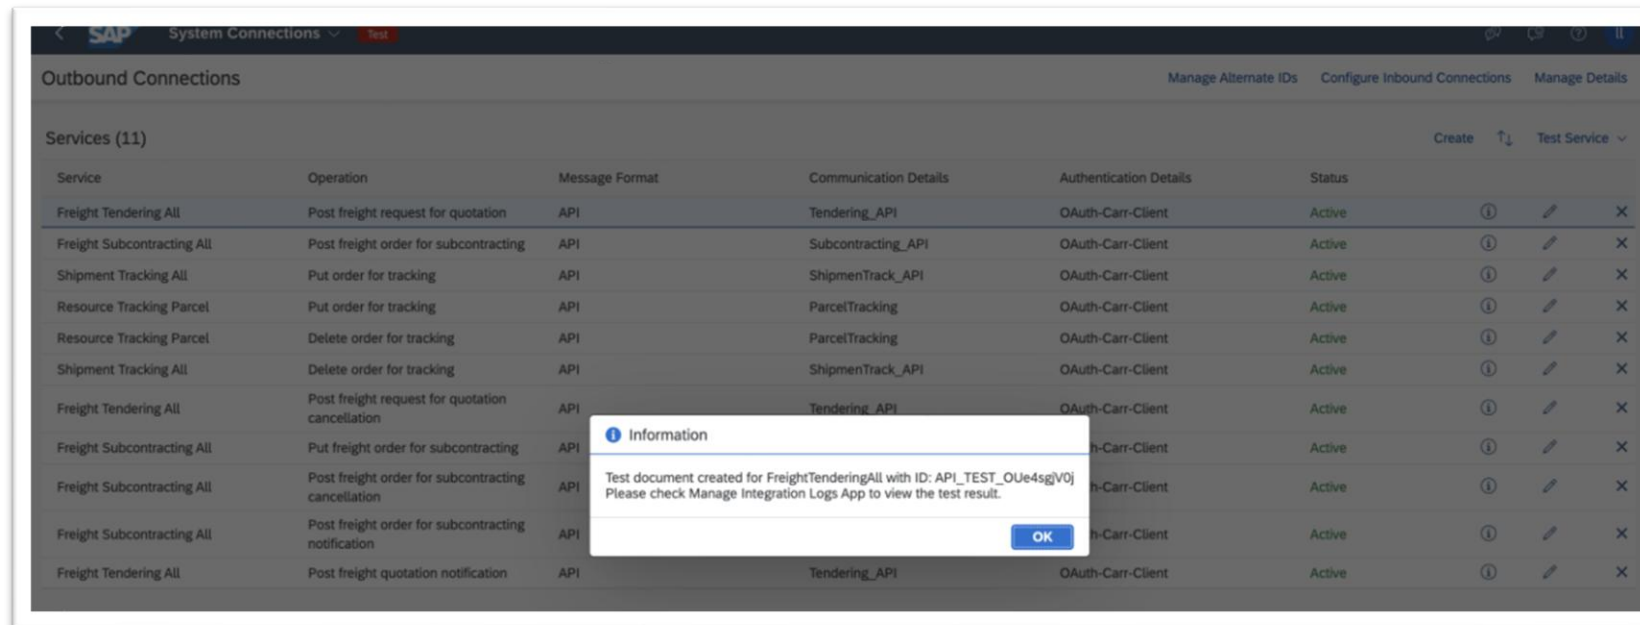 SAP System Connections Test
Outbound Connections Manage Alternate IDs Configure Inbound Connections Manage Details
Services (11) Create Test Service
Service Operation Message Format Communication Details Authentication Details Status
Freight Tendering All Post freight request for quotation API Tendering_API OAuth-Carr-Client Active
Freight Subcontracting All Post freight order for subcontracting API Subcontracting_API OAuth-Carr-Client Active
Shipment Tracking All Put order for tracking API ShipmenTrack_API OAuth-Carr-Client Active
Resource Tracking Parcel Put order for tracking API ParcelTracking OAuth-Carr-Client Active
Resource Tracking Parcel Delete order for tracking API ParcelTracking OAuth-Carr-Client Active
Shipment Tracking All Delete order for tracking API ShipmenTrack_API OAuth-Carr-Client Active
Freight Tendering All Post freight request for quotation
cancellation API Tendering_API OAuth-Carr-Client Active
Freight Subcontracting All Put freight order for subcontracting API h-Carr-Client Active
Freight Subcontracting All Post freight order for subcontracting
cancellation API h-Carr-Client Active
Freight Subcontracting All Post freight order for subcontracting
notification API h-Carr-Client Active
Freight Tendering All Post freight quotation notification API Tendering_API OAuth-Carr-Client Active
Information
Test document created for FreightTenderingAll with ID: API_TEST_OUe4sgjV0j
Please check Manage Integration Logs App to view the test result.
OK